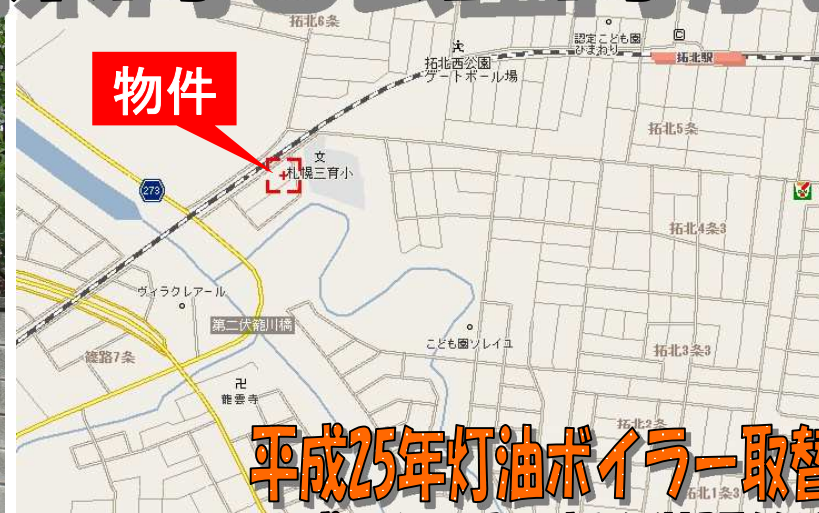 拓北6条
認定こども園
ひまわり
拓北西公園
ゲートボール場
拓北駅
物件
拓北5条
文
札幌三育小
273
拓北4条3
ヴィラクレアール
第二伏籠川橋
こども園ソレイユ
拓北3条3
篠路7条
卍
龍雲寺
拓北2条
平成25年灯油ボイラー取替
拓北1条3